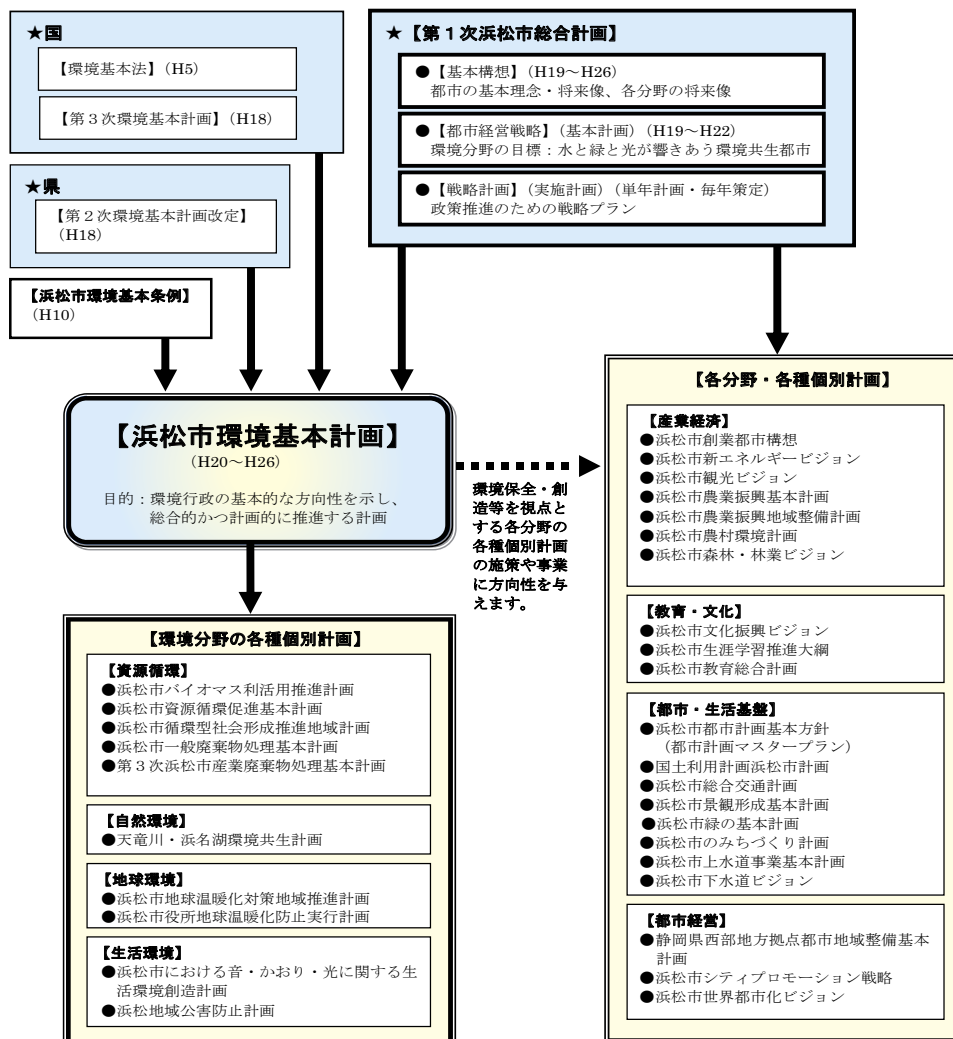 ★国
【環境基本法】（H5）
【第３次環境基本計画】（H18）
★県
【第２次環境基本計画改定】
（H18）
【浜松市環境基本条例】
（H10）
★【第１次浜松市総合計画】
●【基本構想】（H19～H26）
都市の基本理念・将来像、各分野の将来像
●【都市経営戦略】（基本計画）（H19～H22）
環境分野の目標：水と緑と光が響きあう環境共生都市
●【戦略計画】（実施計画）（単年計画・毎年策定）
政策推進のための戦略プラン
【浜松市環境基本計画】
（H20～H26）
目的：環境行政の基本的な方向性を示し、
総合的かつ計画的に推進する計画
環境保全・創
造等を視点と
する各分野の
各種個別計画
の施策や事業
に方向性を与
えます。
【環境分野の各種個別計画】
【資源循環】
●浜松市バイオマス利活用推進計画
●浜松市資源循環促進基本計画
●浜松市循環型社会形成推進地域計画
●浜松市一般廃棄物処理基本計画
●第３次浜松市産業廃棄物処理基本計画
【自然環境】
●天竜川・浜名湖環境共生計画
【地球環境】
●浜松市地球温暖化対策地域推進計画
●浜松市役所地球温暖化防止実行計画
【生活環境】
●浜松市における音・かおり・光に関する生
活環境創造計画
●浜松地域公害防止計画
【各分野・各種個別計画】
【産業経済】
●浜松市創業都市構想
●浜松市新エネルギービジョン
●浜松市観光ビジョン
●浜松市農業振興基本計画
●浜松市農業振興地域整備計画
●浜松市農村環境計画
●浜松市森林・林業ビジョン
【教育・文化】
●浜松市文化振興ビジョン
●浜松市生涯学習推進大綱
●浜松市教育総合計画
【都市・生活基盤】
●浜松市都市計画基本方針
（都市計画マスタープラン）
●国土利用計画浜松市計画
●浜松市総合交通計画
●浜松市景観形成基本計画
●浜松市緑の基本計画
●浜松市のみちづくり計画
●浜松市上水道事業基本計画
●浜松市下水道ビジョン
【都市経営】
●静岡県西部地方拠点都市地域整備基本
計画
●浜松市シティプロモーション戦略
●浜松市世界都市化ビジョン